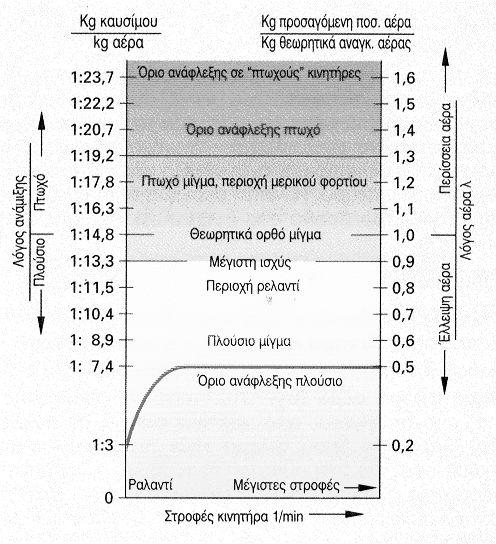 Kg καυσίμου
kg αέρα
Kg προσαγόμενη ποσ. αέρα
Kg θεωρητικά αναγκ. αέρας
1:23,7
Όριο ανάφλεξης σε "πτωχούς" κινητήρες
1,6
1:22,2
1,5
1:20,7
Όριο ανάφλεξης πτωχό
1,4
1:19,2
1,3
1:17,8
Πτωχό μίγμα, περιοχή μερικού φορτίου
1,2
1:16,3
1,1
1:14,8
Θεωρητικά ορθό μίγμα
1,0
1:13,3
Μέγιστη ισχύς
0,9
1:11,5
Περιοχή ρελαντί
0,8
1:10,4
0,7
1: 8,9
Πλούσιο μίγμα
0,6
1: 7,4
0,5
Όριο ανάφλεξης πλούσιο
1:3
0,2
0
Ραλαντί
Μέγιστες στροφές
Στροφές κινητήρα 1/min
Λόγος ανάμιξης
Πλούσιο
Πτωχό
Περίσσεια αέρα
Έλλειψη αέρα
Λόγος αέρα λ